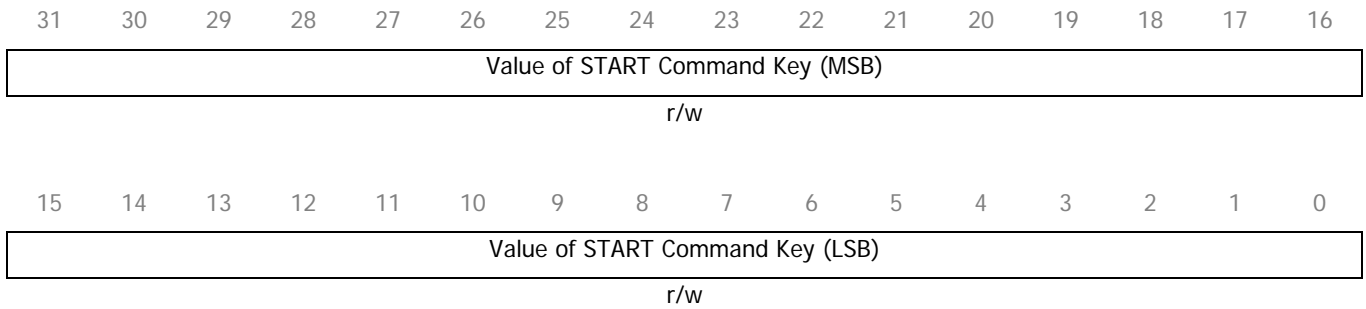 31 30 29 28 27 26 25 24 23 22 21 20 19 18 17 16
Value of START Command Key (MSB)
r/w
15 14 13 12 11 10 9 8 7 6 5 4 3 2 1 0
Value of START Command Key (LSB)
r/w